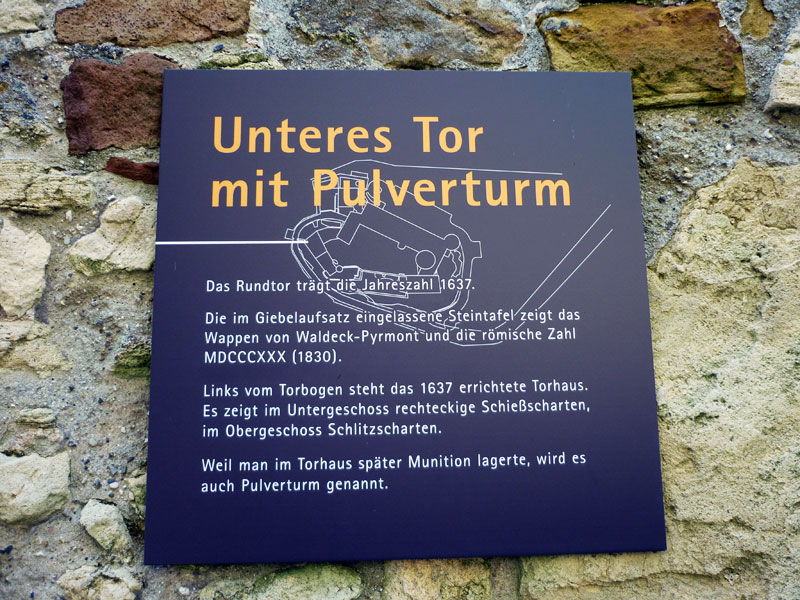 Unteres Tor
mit Pulverturm
Das Rundtor trägt die Jahreszahl 1637.
Die im Giebelaufsatz eingelassene Steintafel zeigt das
Wappen von Waldeck-Pyrmont und die römische Zahl
MDCCCXXX (1830).
Links vom Torbogen steht das 1637 errichtete Torhaus.
Es zeigt im Untergeschoss rechteckige Schießscharten,
im Obergeschoss Schlitzscharten.
Weil man im Torhaus später Munition lagerte, wird es
auch Pulverturm genannt.